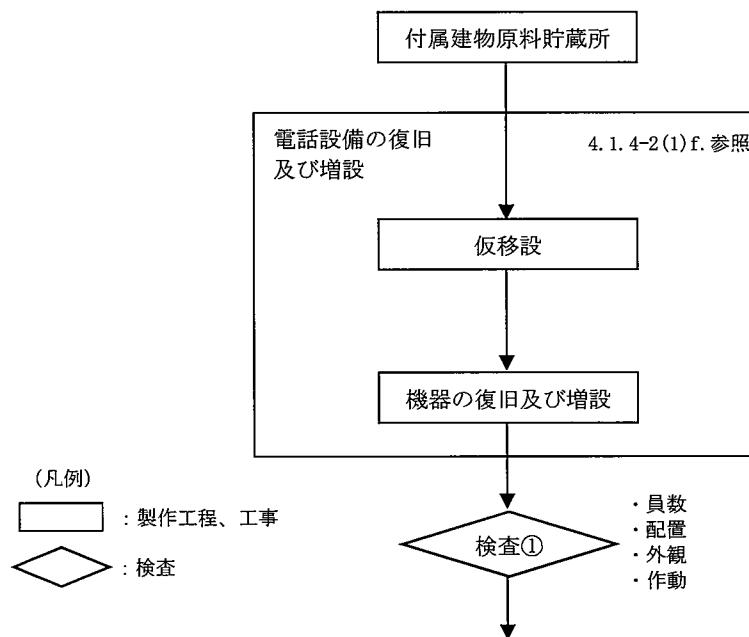 付属建物原料貯蔵所
電話設備の復旧
及び増設
4.1.4-2(1)f.参照
仮移設
機器の復旧及び増設
(凡例)
：製作工程、工事
：検査
検査①
・員数
・配置
・外観
・作動